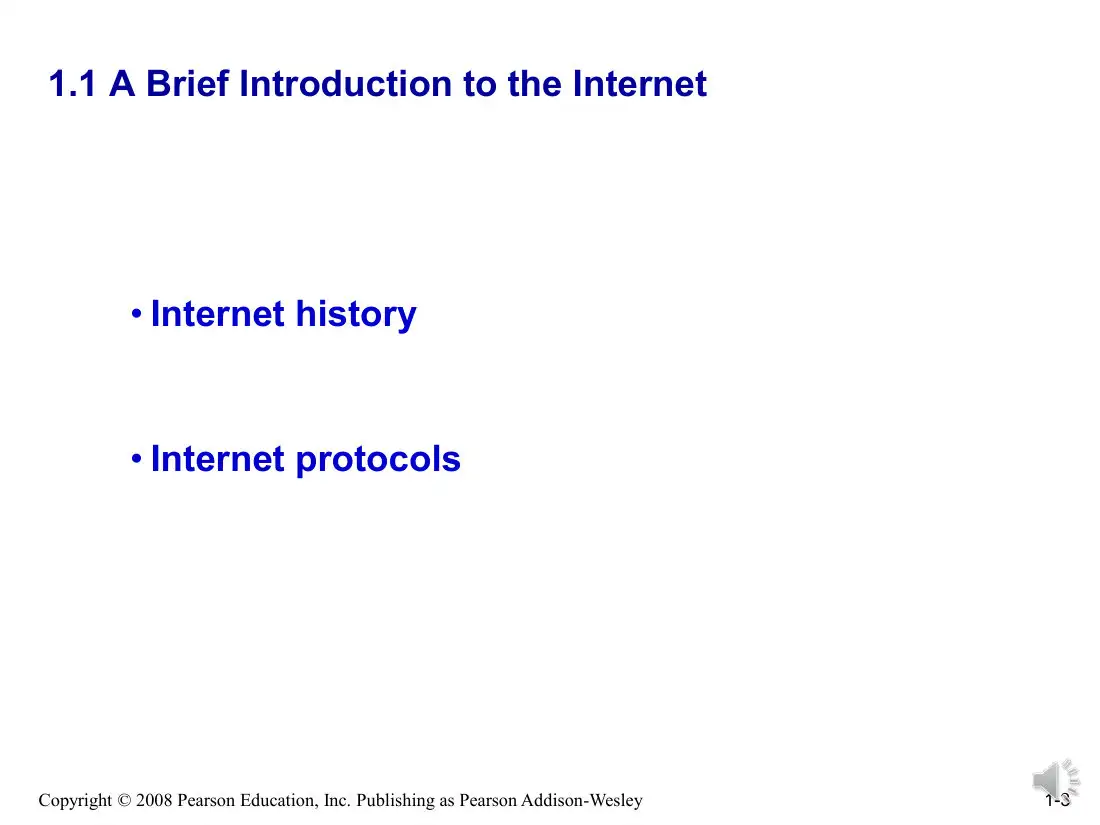 1.1 A Brief Introduction to the Internet
• Internet history
• Internet protocols
Copyright © 2008 Pearson Education, Inc. Publishing as Pearson Addison-Wesley
1-3